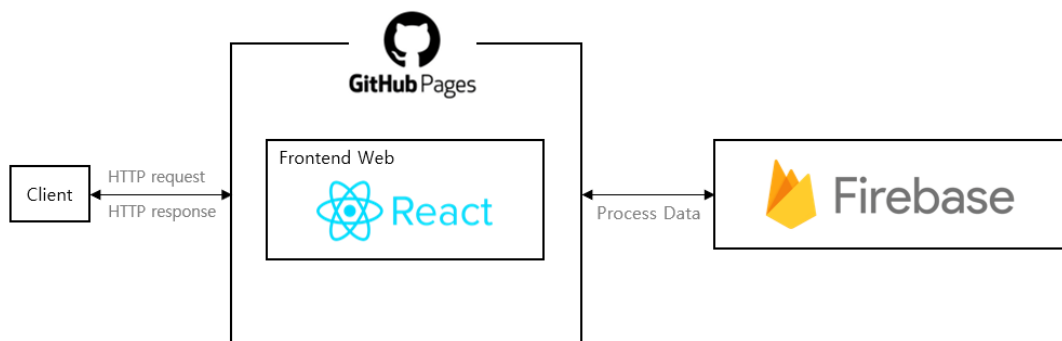 GitHub Pages
Frontend Web
React
Client
HTTP request
HTTP response
Process Data
Firebase